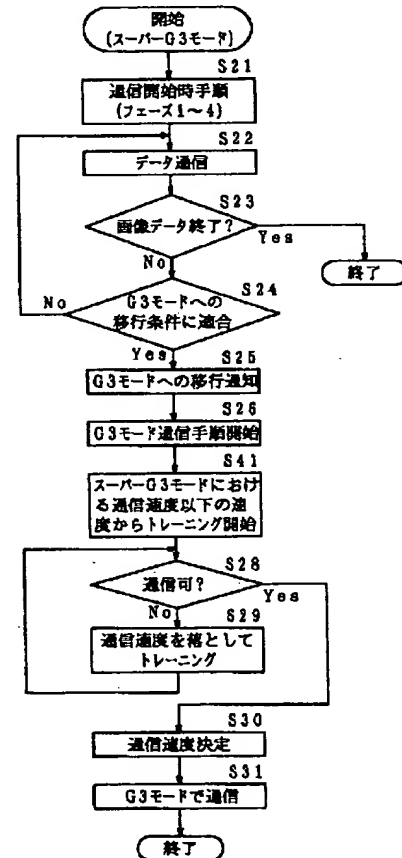 開始
(スーパーG3モード)
S21
通信開始時手順
(フェーズ1～4)
S22
データ通信
S23
画像データ終了?
Yes
No
終了
S24
No
G3モードへの
移行条件に適合
Yes
S25
G3モードへの移行通知
S26
G3モード通信手順開始
S41
スーパーG3モードにおけ
る通信速度以下の速
度からトレーニング開始
S28
通信可?
Yes
No
S29
通信速度を落として
トレーニング
S30
通信速度決定
S31
G3モードで通信
終了